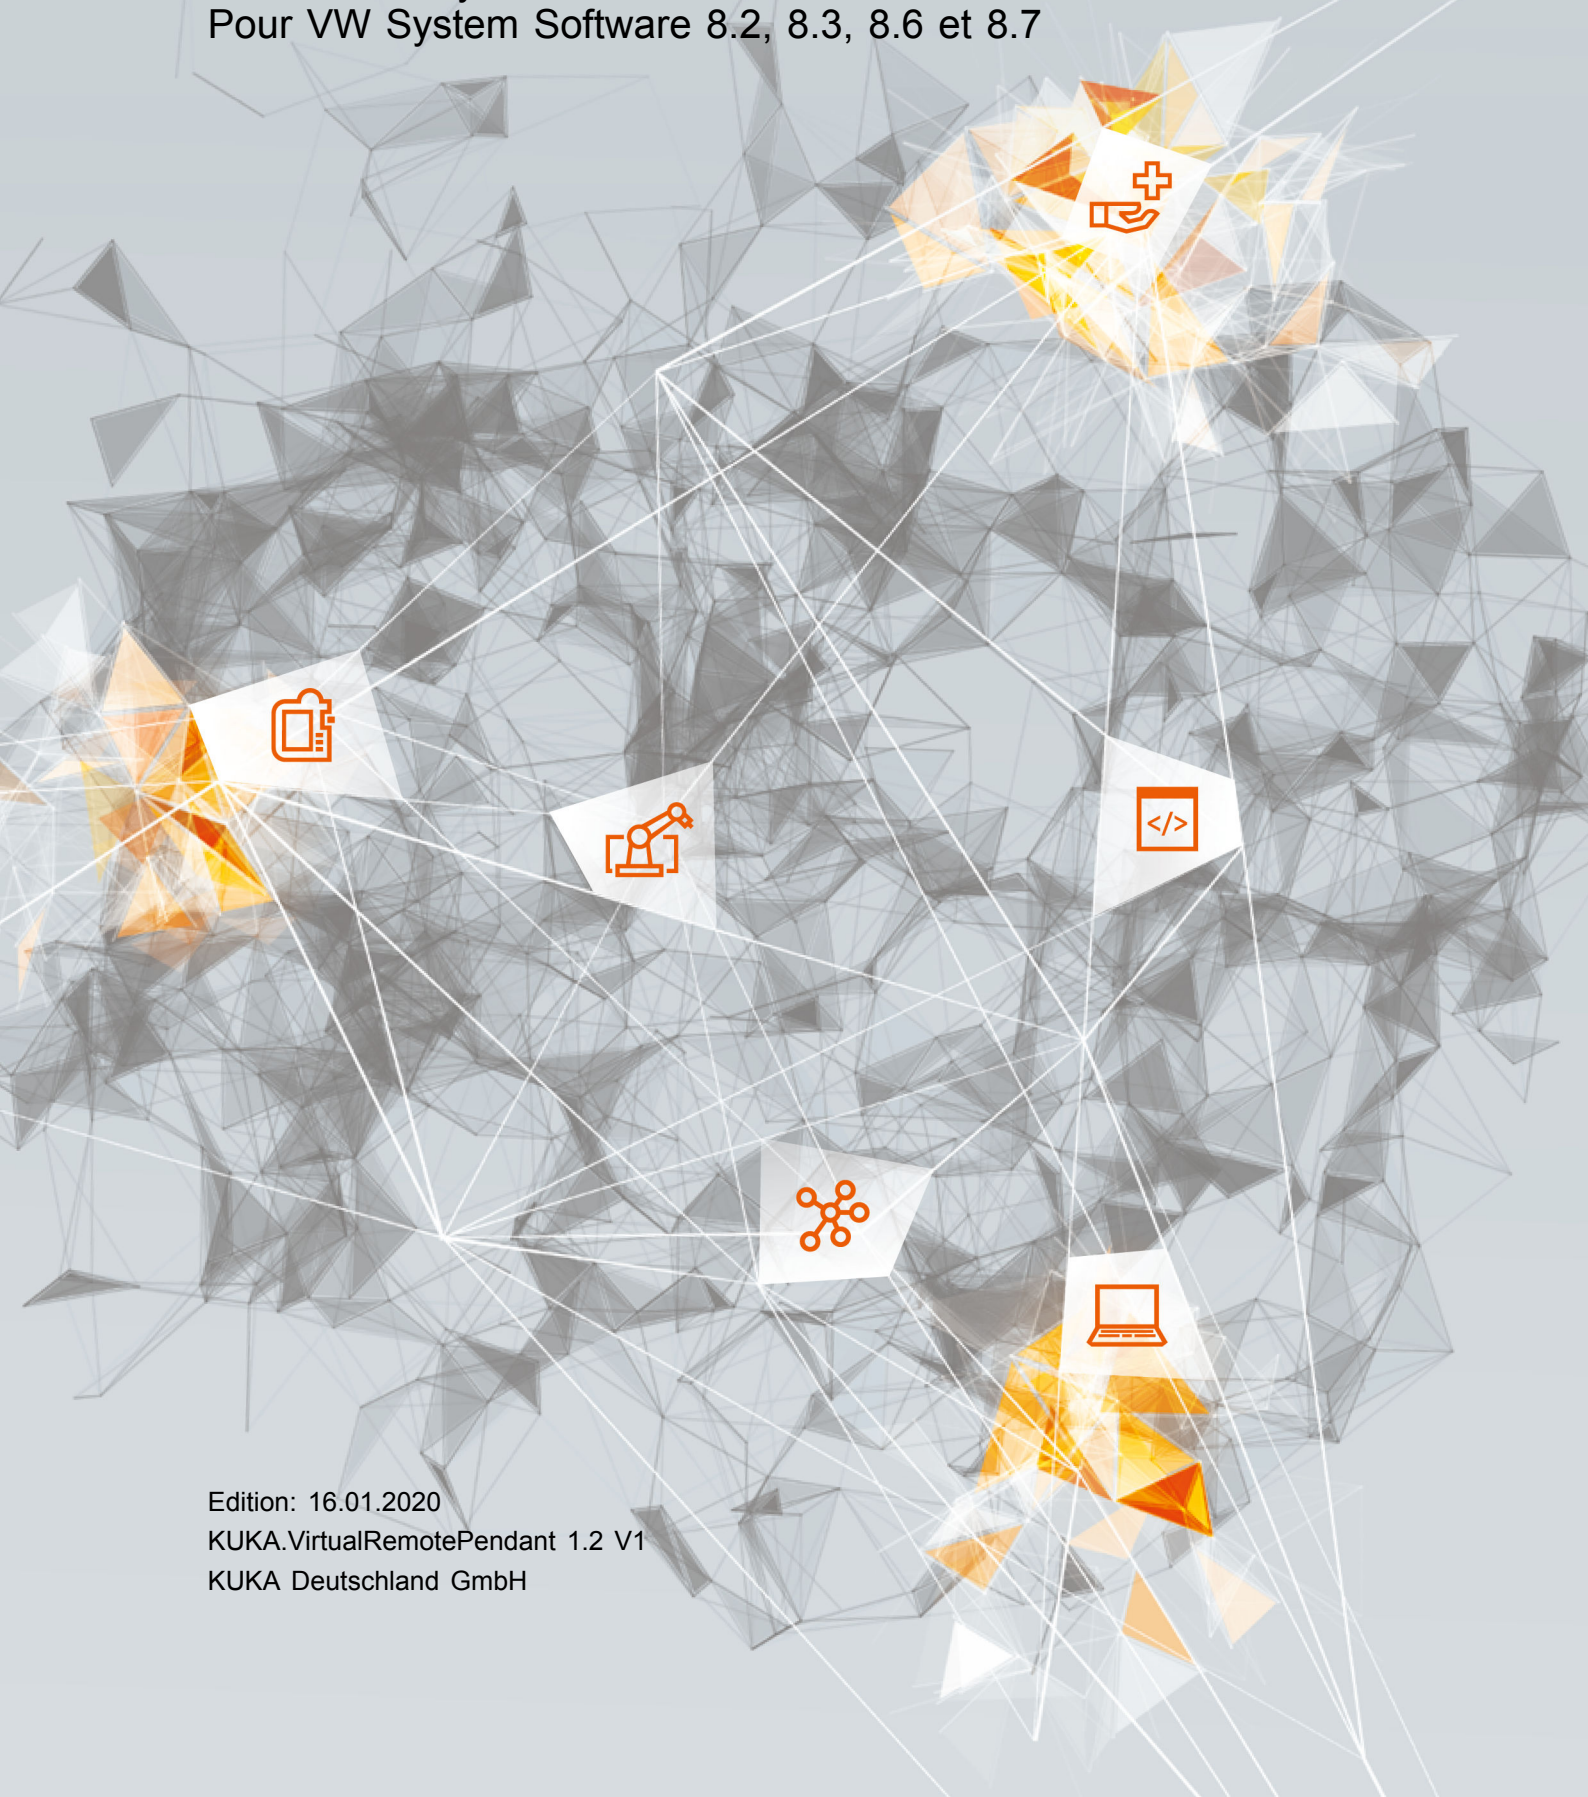 Pour VW System Software 8.2, 8.3, 8.6 et 8.7
</>
Edition: 16.01.2020
KUKA.VirtualRemotePendant 1.2 V1
KUKA Deutschland GmbH